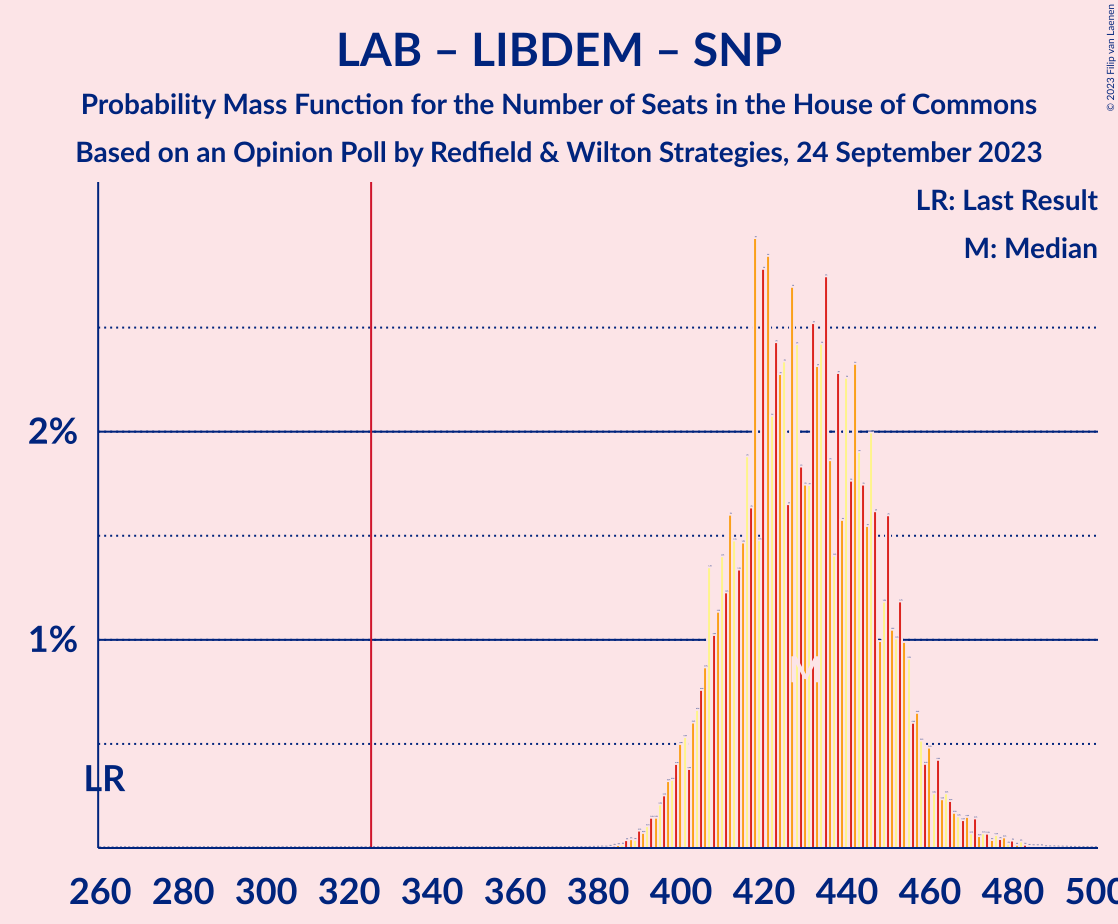 LAB – LIBDEM – SNP
Probability Mass Function for the Number of Seats in the House of Commons
Based on an Opinion Poll by Redfield & Wilton Strategies, 24 September 2023
© 2023 Filip van Laenen
LR: Last Result
M: Median
2%
1%
M
LR
260 280 300 320 340 360 380 400 420 440 460 480 500